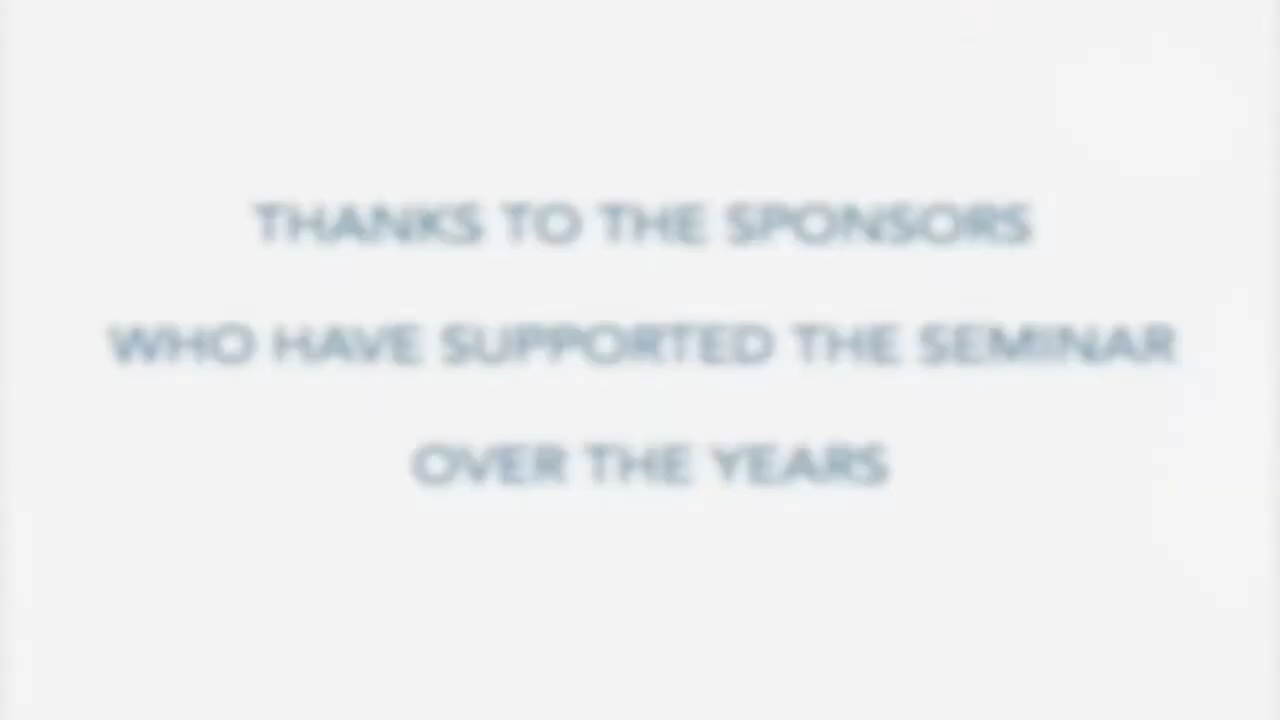 THANKS TO THE SPONSORS
WHO HAVE SUPPORTED THE SEMINAR
OVER THE YEARS